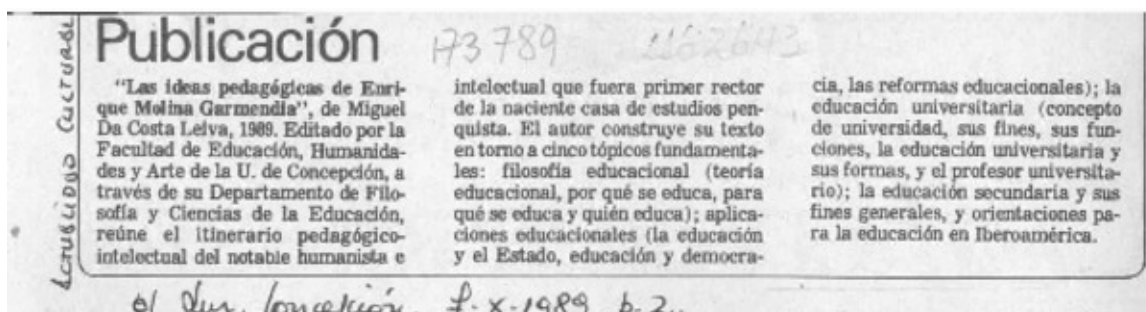 Publicación
173789
"Las ideas pedagógicas de Enri-
que Molina Garmendia", de Miguel
Da Costa Leiva, 1989. Editado por la
Facultad de Educación, Humanida-
des y Arte de la U. de Concepción, a
través de su Departamento de Filo-
sofía y Ciencias de la Educación,
reúne el itinerario pedagógico-
intelectual del notable humanista e
intelectual que fuera primer rector
de la naciente casa de estudios pen-
quista. El autor construye su texto
en torno a cinco tópicos fundamenta-
les: filosofía educacional (teoría
educacional, por qué se educa, para
qué se educa y quién educa); aplica-
ciones educacionales (la educación
y el Estado, educación y democra-
cia, las reformas educacionales); la
educación universitaria (concepto
de universidad, sus fines, sus fun-
ciones, la educación universitaria y
sus formas, y el profesor universita-
rio); la educación secundaria y sus
fines generales, y orientaciones pa-
ra la educación en Iberoamérica.
el Sur, Concepción, X-1989 p.2.